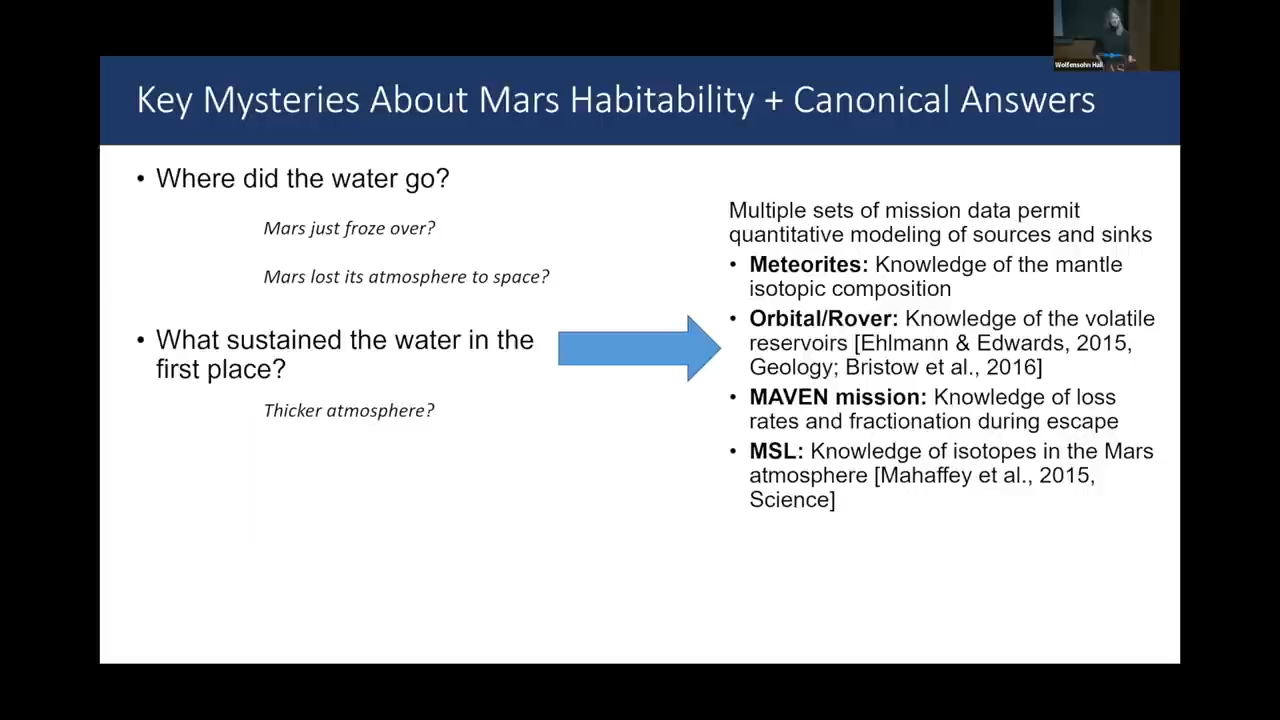 Wolfensohn Hall
Key Mysteries About Mars Habitability + Canonical Answers
• Where did the water go?
Mars just froze over?
Mars lost its atmosphere to space?
• What sustained the water in the
first place?
Thicker atmosphere?
Multiple sets of mission data permit
quantitative modeling of sources and sinks
• Meteorites: Knowledge of the mantle
isotopic composition
• Orbital/Rover: Knowledge of the volatile
reservoirs [Ehlmann & Edwards, 2015,
Geology; Bristow et al., 2016]
• MAVEN mission: Knowledge of loss
rates and fractionation during escape
• MSL: Knowledge of isotopes in the Mars
atmosphere [Mahaffey et al., 2015,
Science]